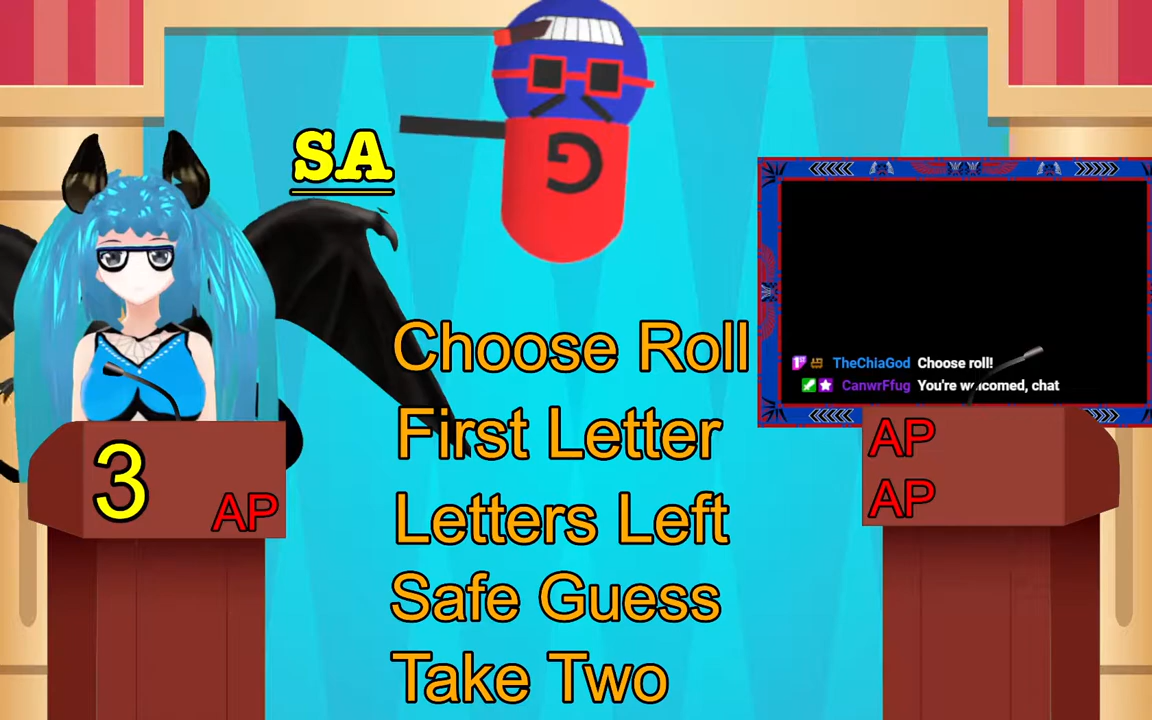 SA
G
Choose Roll
First Letter
Letters Left
Safe Guess
Take Two
3
AP
TheChiaGod Choose roll!
CanwrFfug You're welcomed, chat
AP
AP